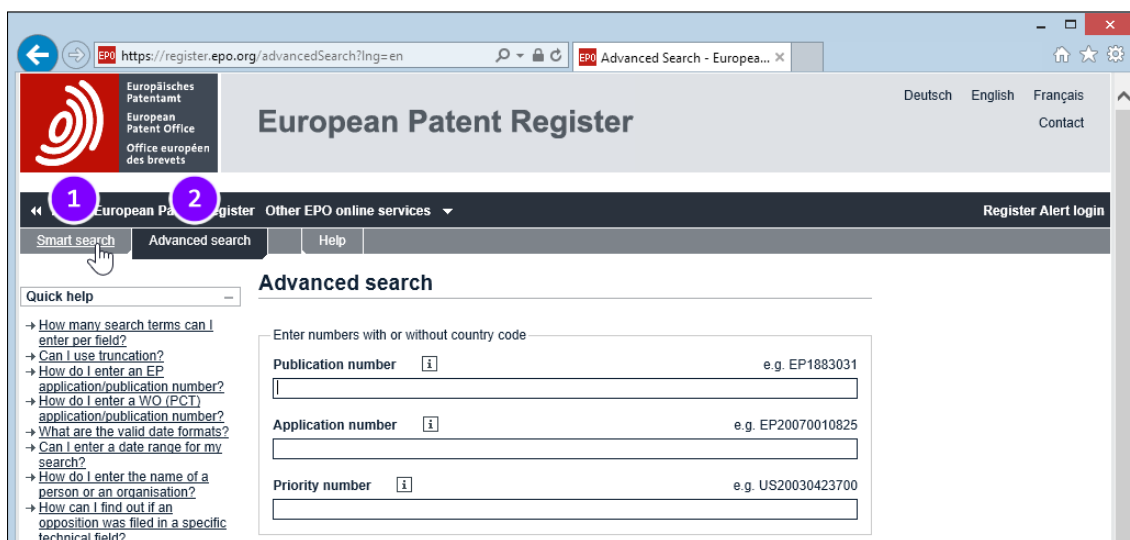 https://register.epo.org/advancedSearch?lng=en
EPO Advanced Search - Europea...
Europäisches
Patentamt
European
Patent Office
Office européen
des brevets
European Patent Register
Deutsch English Français
Contact
1 2
European Register Other EPO online services
Register Alert login
Smart search Advanced search Help
Quick help
Advanced search
How many search terms can I
enter per field?
Can I use truncation?
How do I enter an EP
application/publication number?
How do I enter a WO (PCT)
application/publication number?
What are the valid date formats?
Can I enter a date range for my
search?
How do I enter the name of a
person or an organisation?
How can I find out if an
opposition was filed in a specific
technical field?
Enter numbers with or without country code
Publication number i e.g. EP1883031
Application number i e.g. EP20070010825
Priority number i e.g. US20030423700